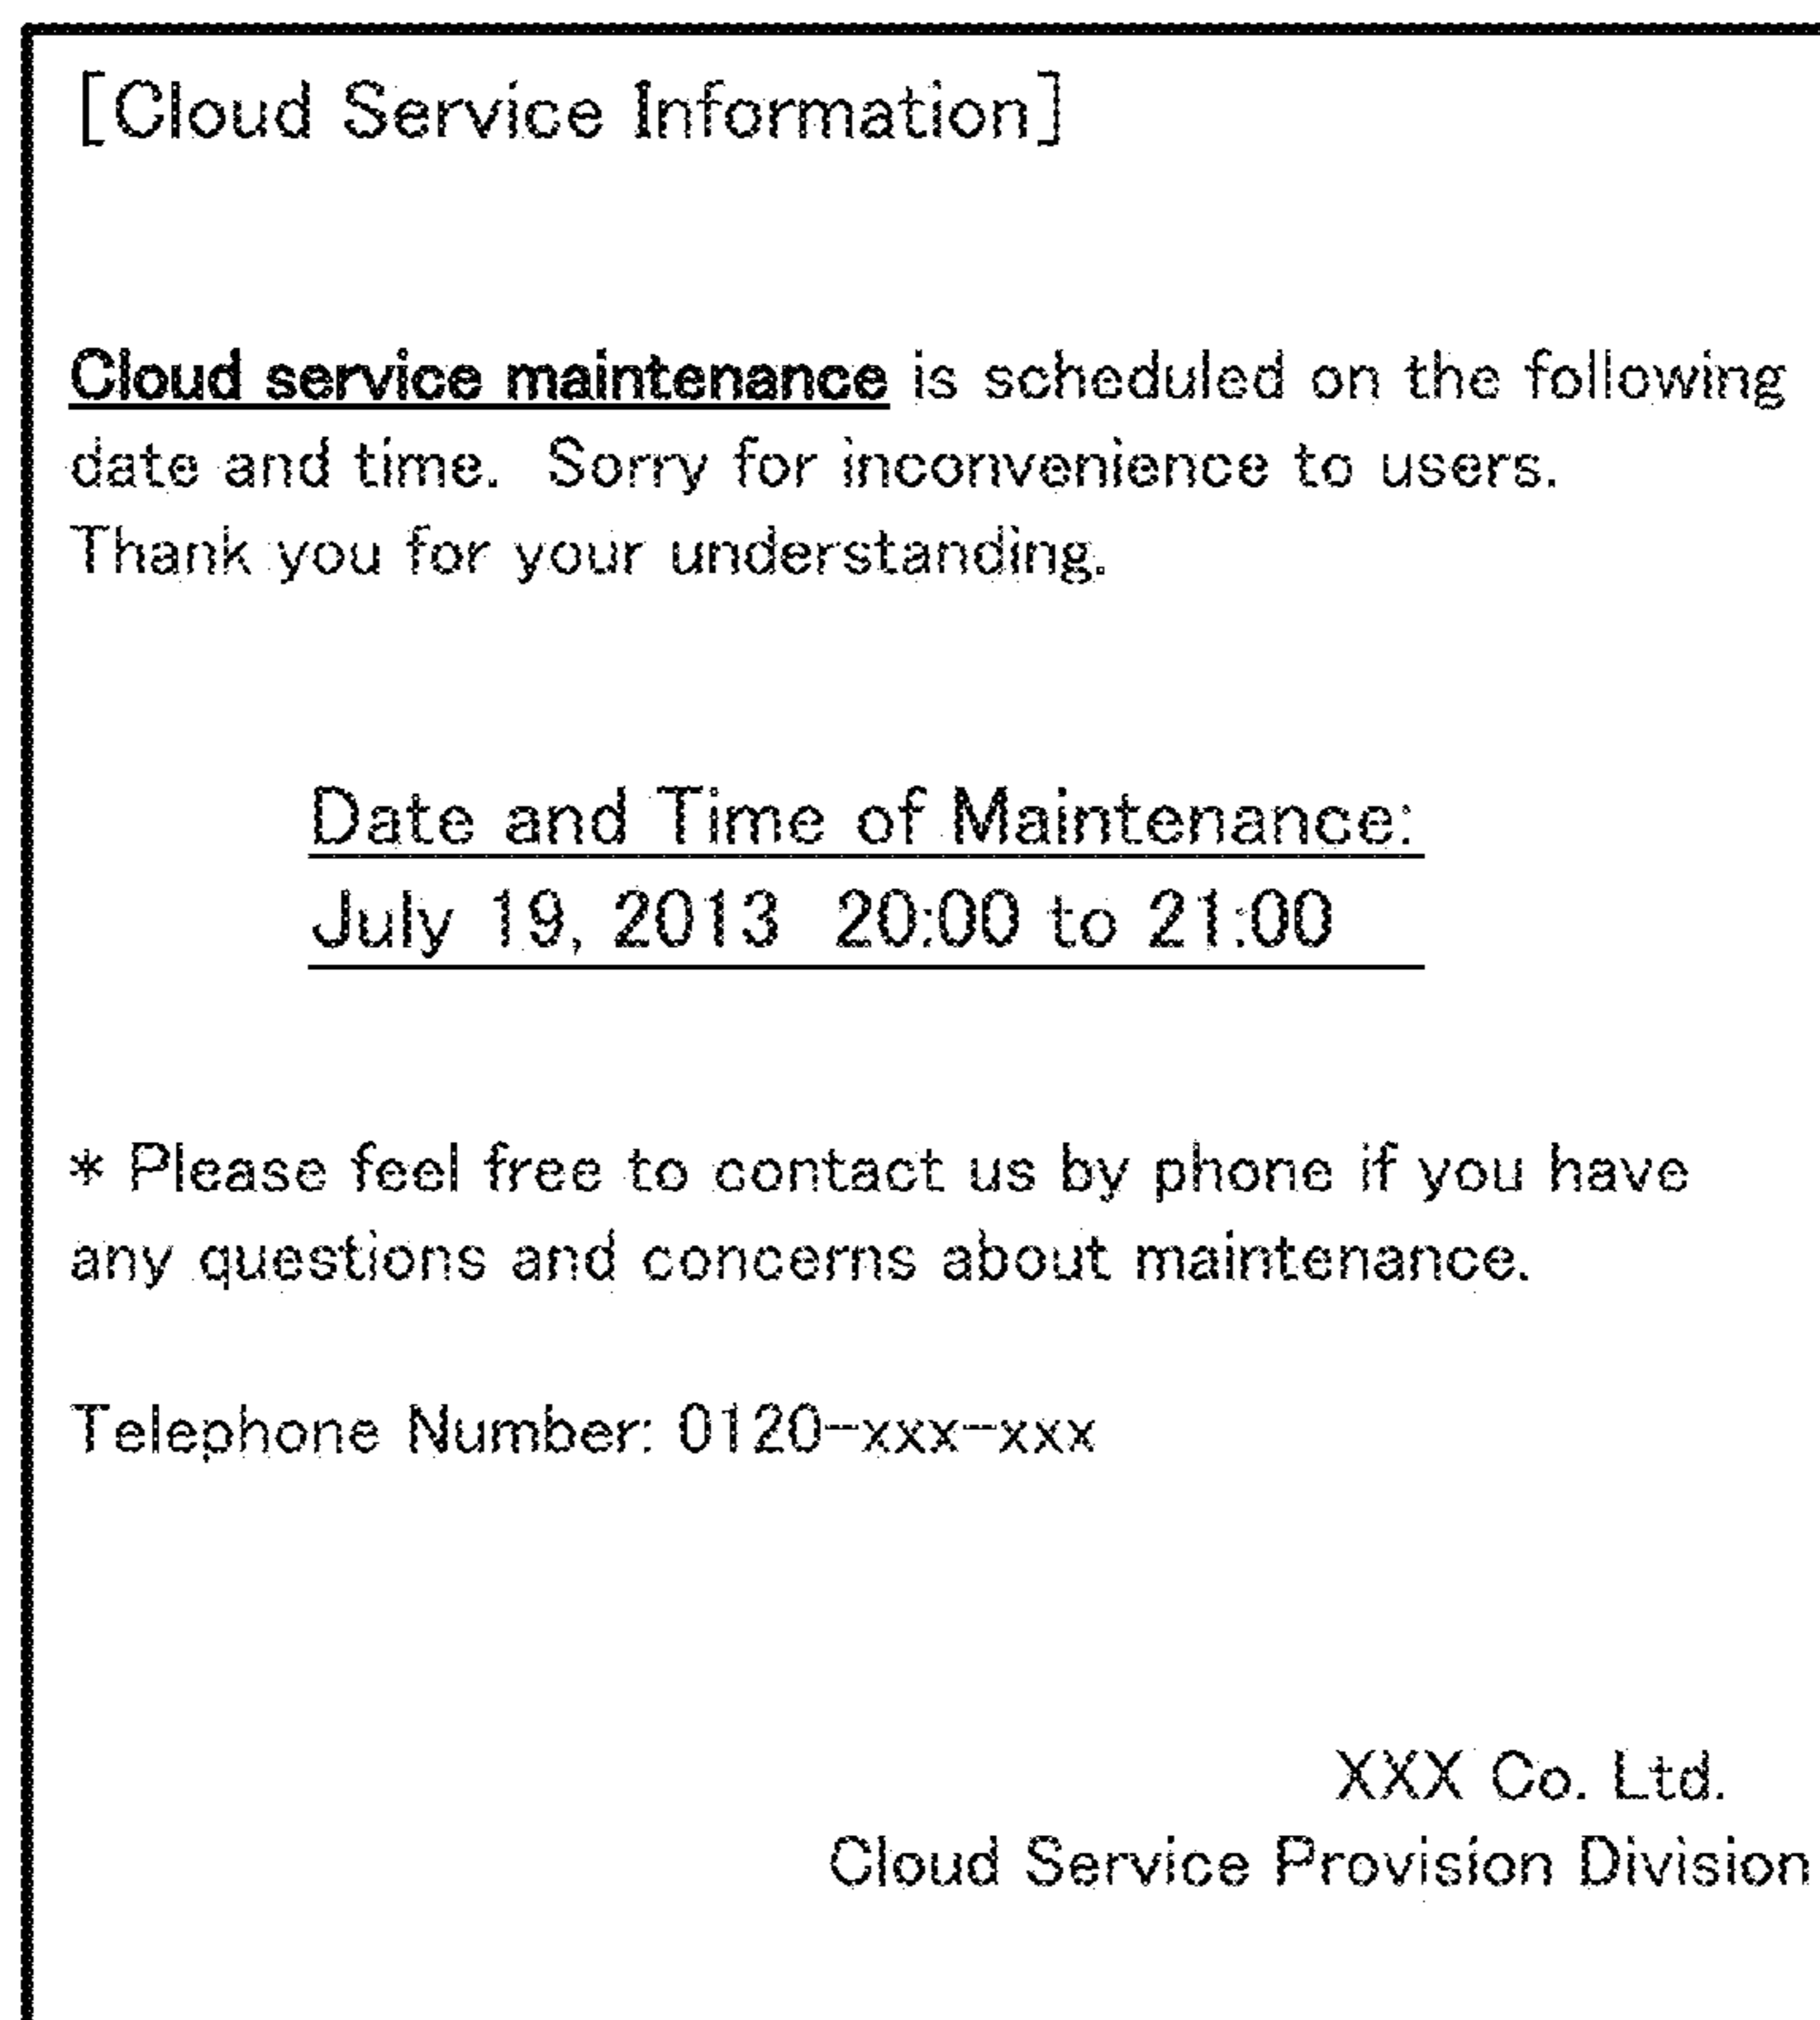 [Cloud Service Information]
Cloud service maintenance is scheduled on the following
date and time.  Sorry for inconvenience to users.
Thank you for your understanding.
Date and Time of Maintenance:
July 19, 2013  20:00 to 21:00
* Please feel free to contact us by phone if you have
any questions and concerns about maintenance.
Telephone Number: 0120-xxx-xxx
XXX Co. Ltd.
Cloud Service Provision Division